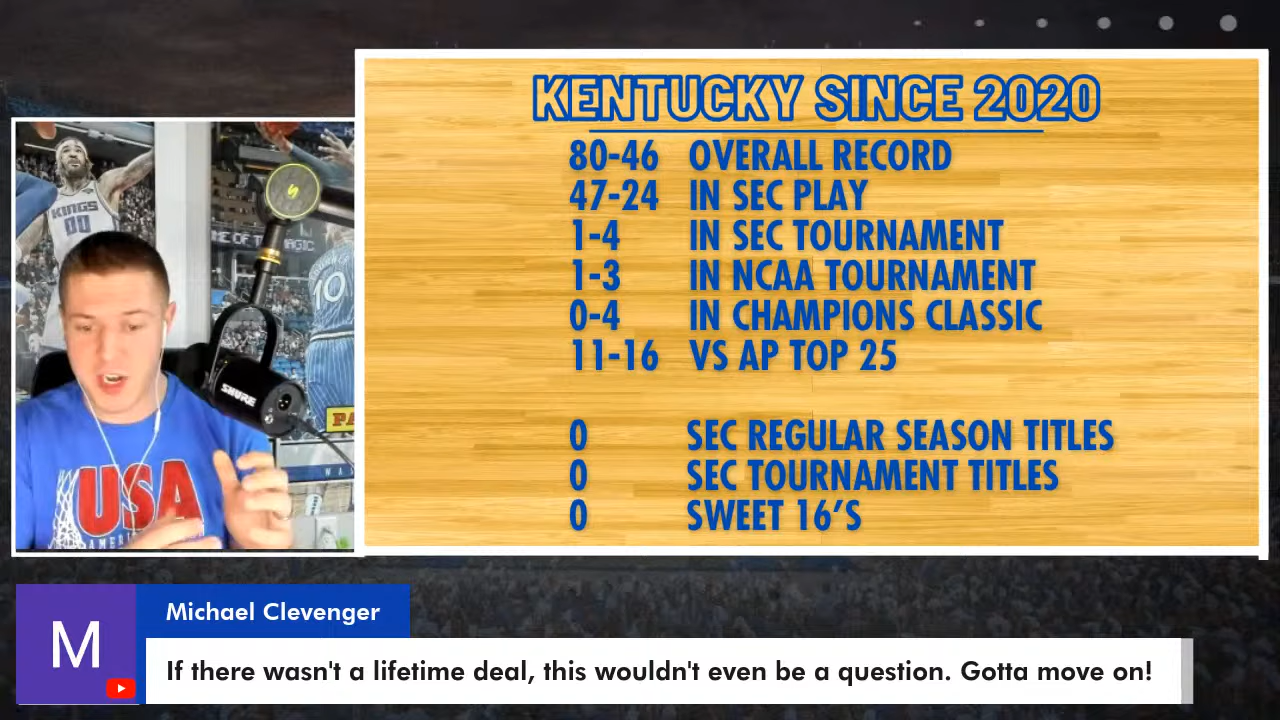 KENTUCKY SINCE 2020
80-46 OVERALL RECORD
47-24 IN SEC PLAY
1-4 IN SEC TOURNAMENT
1-3 IN NCAA TOURNAMENT
0-4 IN CHAMPIONS CLASSIC
11-16 VS AP TOP 25
0 SEC REGULAR SEASON TITLES
0 SEC TOURNAMENT TITLES
0 SWEET 16'S
KINGS
00
10
SHURE
PA
USA
M
Michael Clevenger
If there wasn't a lifetime deal, this wouldn't even be a question. Gotta move on!